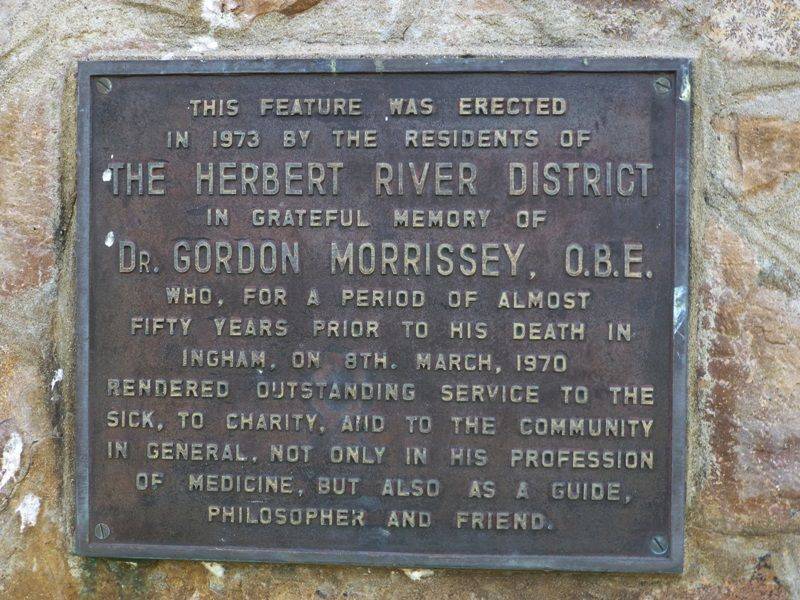 THIS FEATURE WAS ERECTED
IN 1973 BY THE RESIDENTS OF
THE HERBERT RIVER DISTRICT
IN GRATEFUL MEMORY OF
DR. GORDON MORRISSEY, O.B.E.
WHO, FOR A PERIOD OF ALMOST
FIFTY YEARS PRIOR TO HIS DEATH IN
INGHAM, ON 8TH. MARCH, 1970
RENDERED OUTSTANDING SERVICE TO THE
SICK, TO CHARITY, AND TO THE COMMUNITY
IN GENERAL, NOT ONLY IN HIS PROFESSION
OF MEDICINE, BUT ALSO AS A GUIDE,
PHILOSOPHER AND FRIEND.